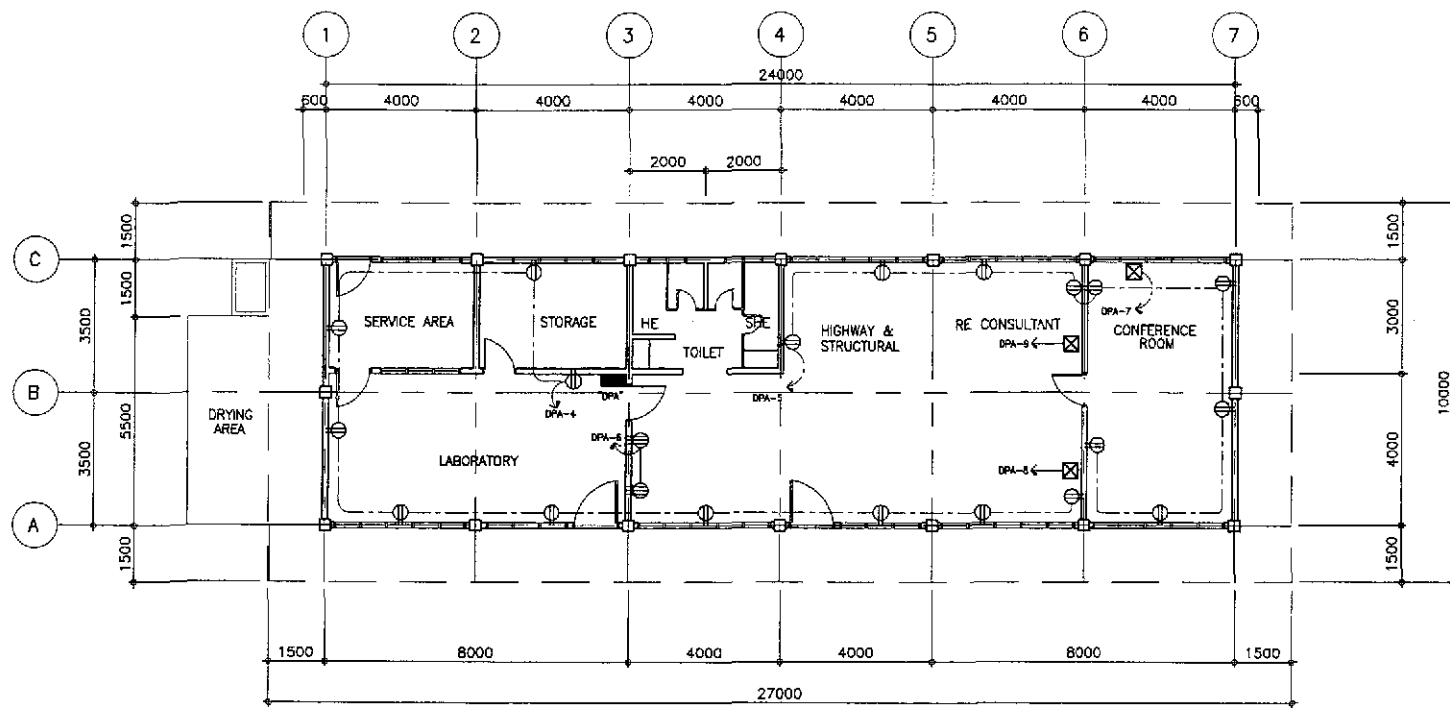 1 2 3 4 5 6 7
24000
600 4000 4000 4000 4000 4000 4000 600
2000 2000
C
B
A
1500
1500
5500
1500
3500
3500
1500
3000
4000
1500
10000
SERVICE AREA
STORAGE
HE
SHE
TOILET
HIGHWAY &
STRUCTURAL
RE CONSULTANT
DPA-7
CONFERENCE
ROOM
DPA-9
DRYING
AREA
DPA-4
"DPA"
DPA-5
DPA-6
LABORATORY
DPA-8
1500 8000 4000 4000 8000 1500
27000